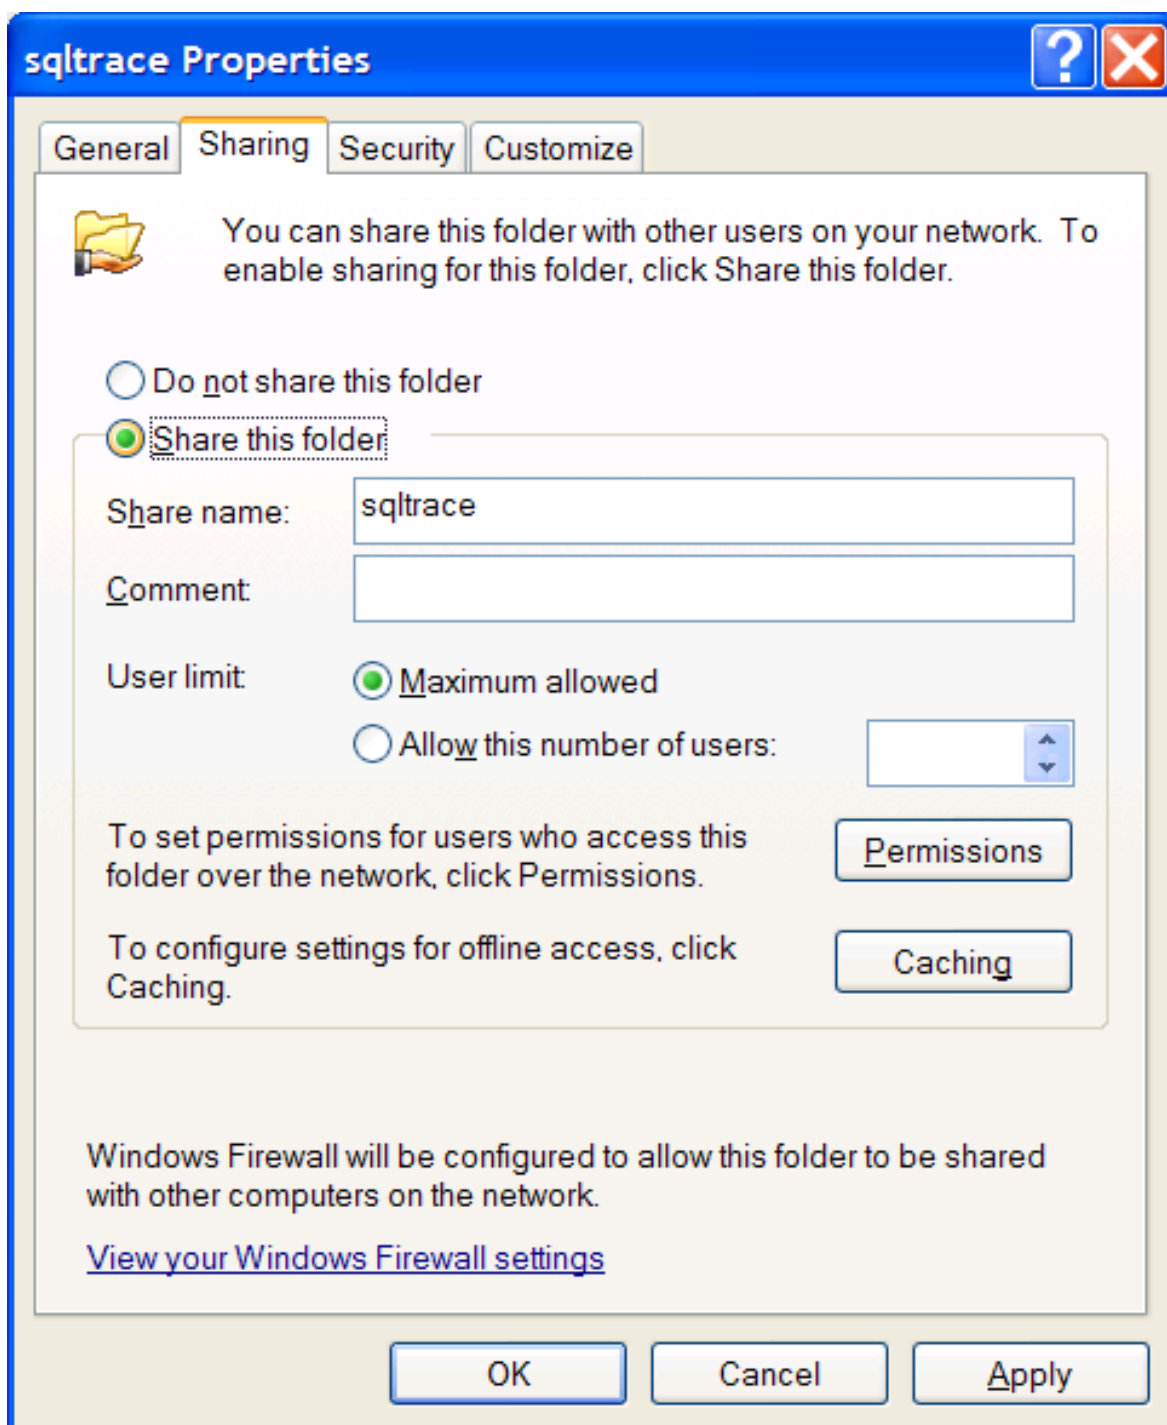 sqltrace Properties
General Sharing Security Customize
You can share this folder with other users on your network. To
enable sharing for this folder, click Share this folder.
Do not share this folder
Share this folder
Share name: sqltrace
Comment:
User limit: Maximum allowed
Allow this number of users:
To set permissions for users who access this
folder over the network, click Permissions.
Permissions
To configure settings for offline access, click
Caching.
Caching
Windows Firewall will be configured to allow this folder to be shared
with other computers on the network.
View your Windows Firewall settings
OK Cancel Apply